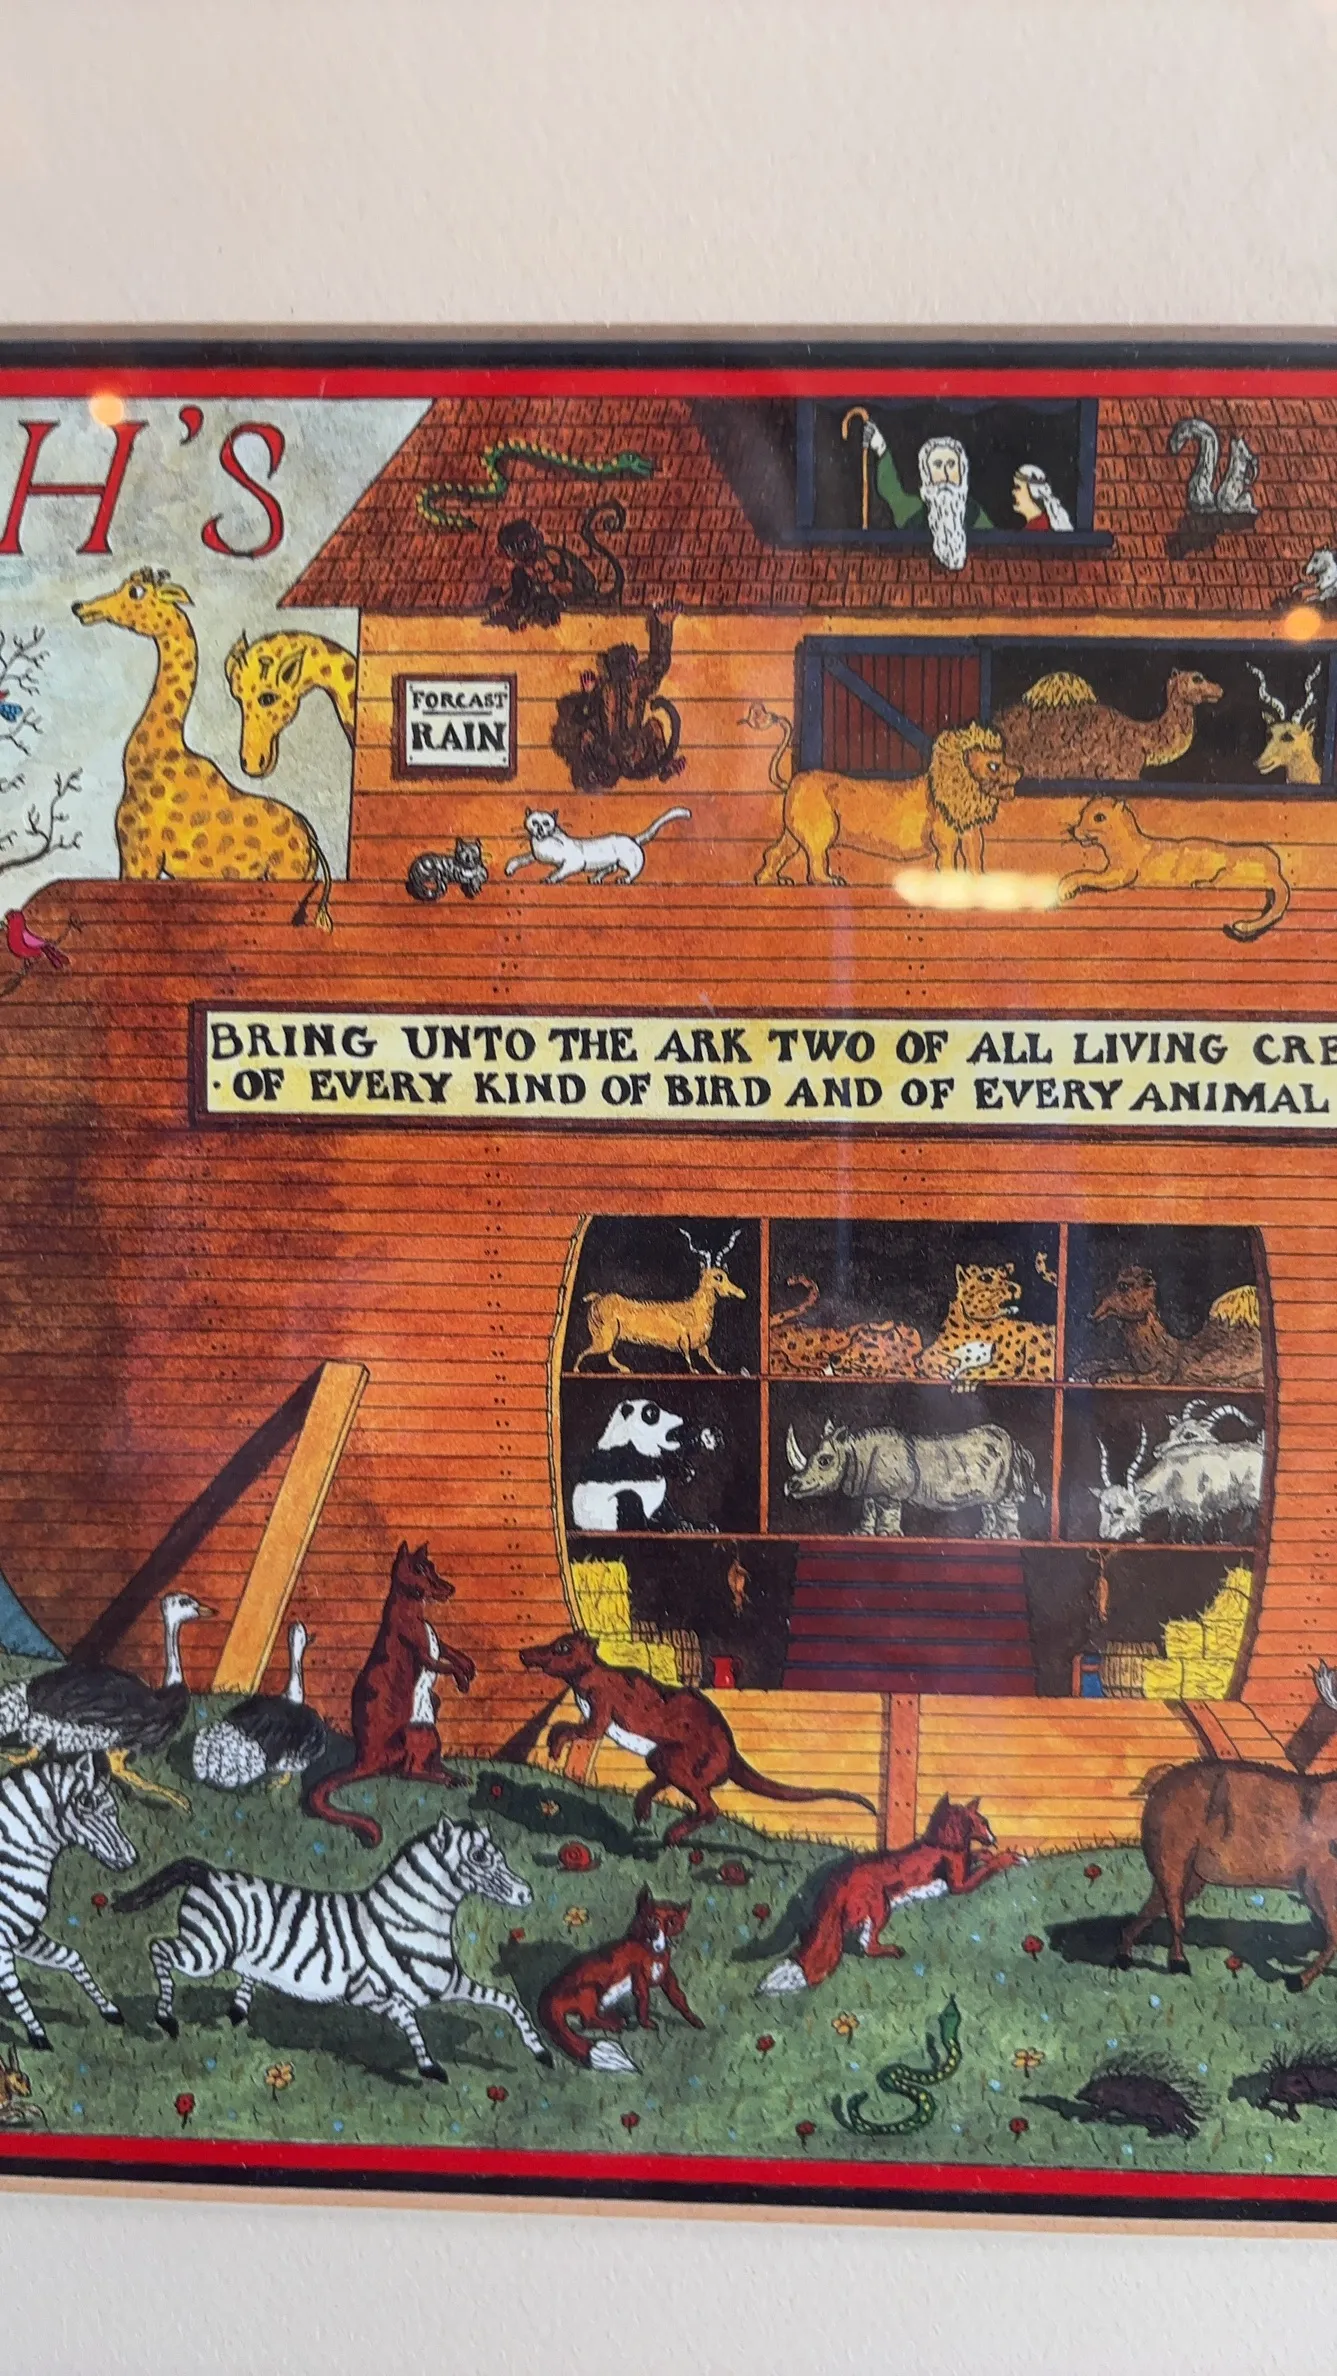 H'S
FORCAST
RAIN
BRING UNTO THE ARK TWO OF ALL LIVING CRE
· OF EVERY KIND OF BIRD AND OF EVERY ANIMAL